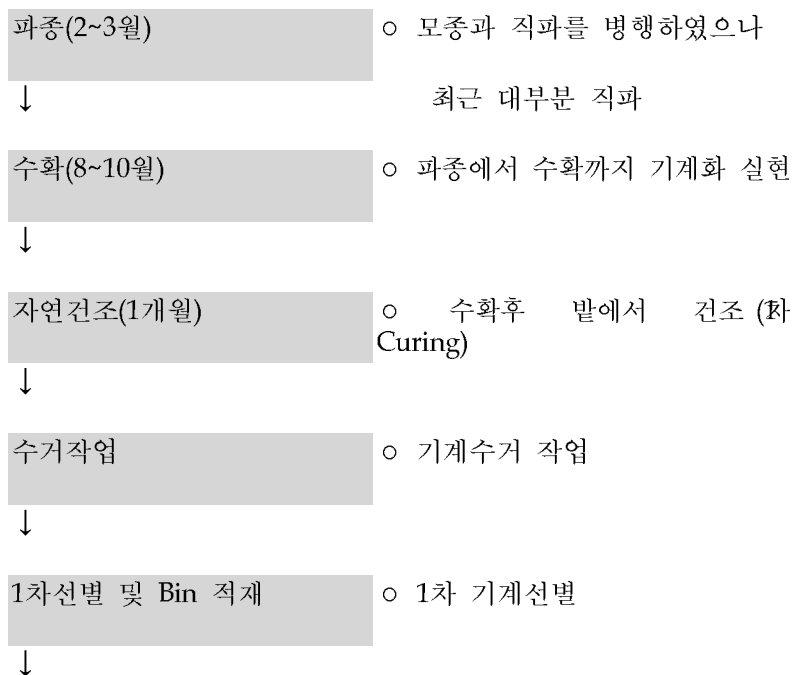 파종(2~3월) ○ 모종과 직파를 병행하였으나
↓ 최근 대부분 직파
수확(8~10월) ○ 파종에서 수확까지 기계화 실현
↓
자연건조(1개월) ○ 수확후 밭에서 건조 (1차
Curing)
↓
수거작업 ○ 기계수거 작업
↓
1차선별 및 Bin 적재 ○ 1차 기계선별
↓